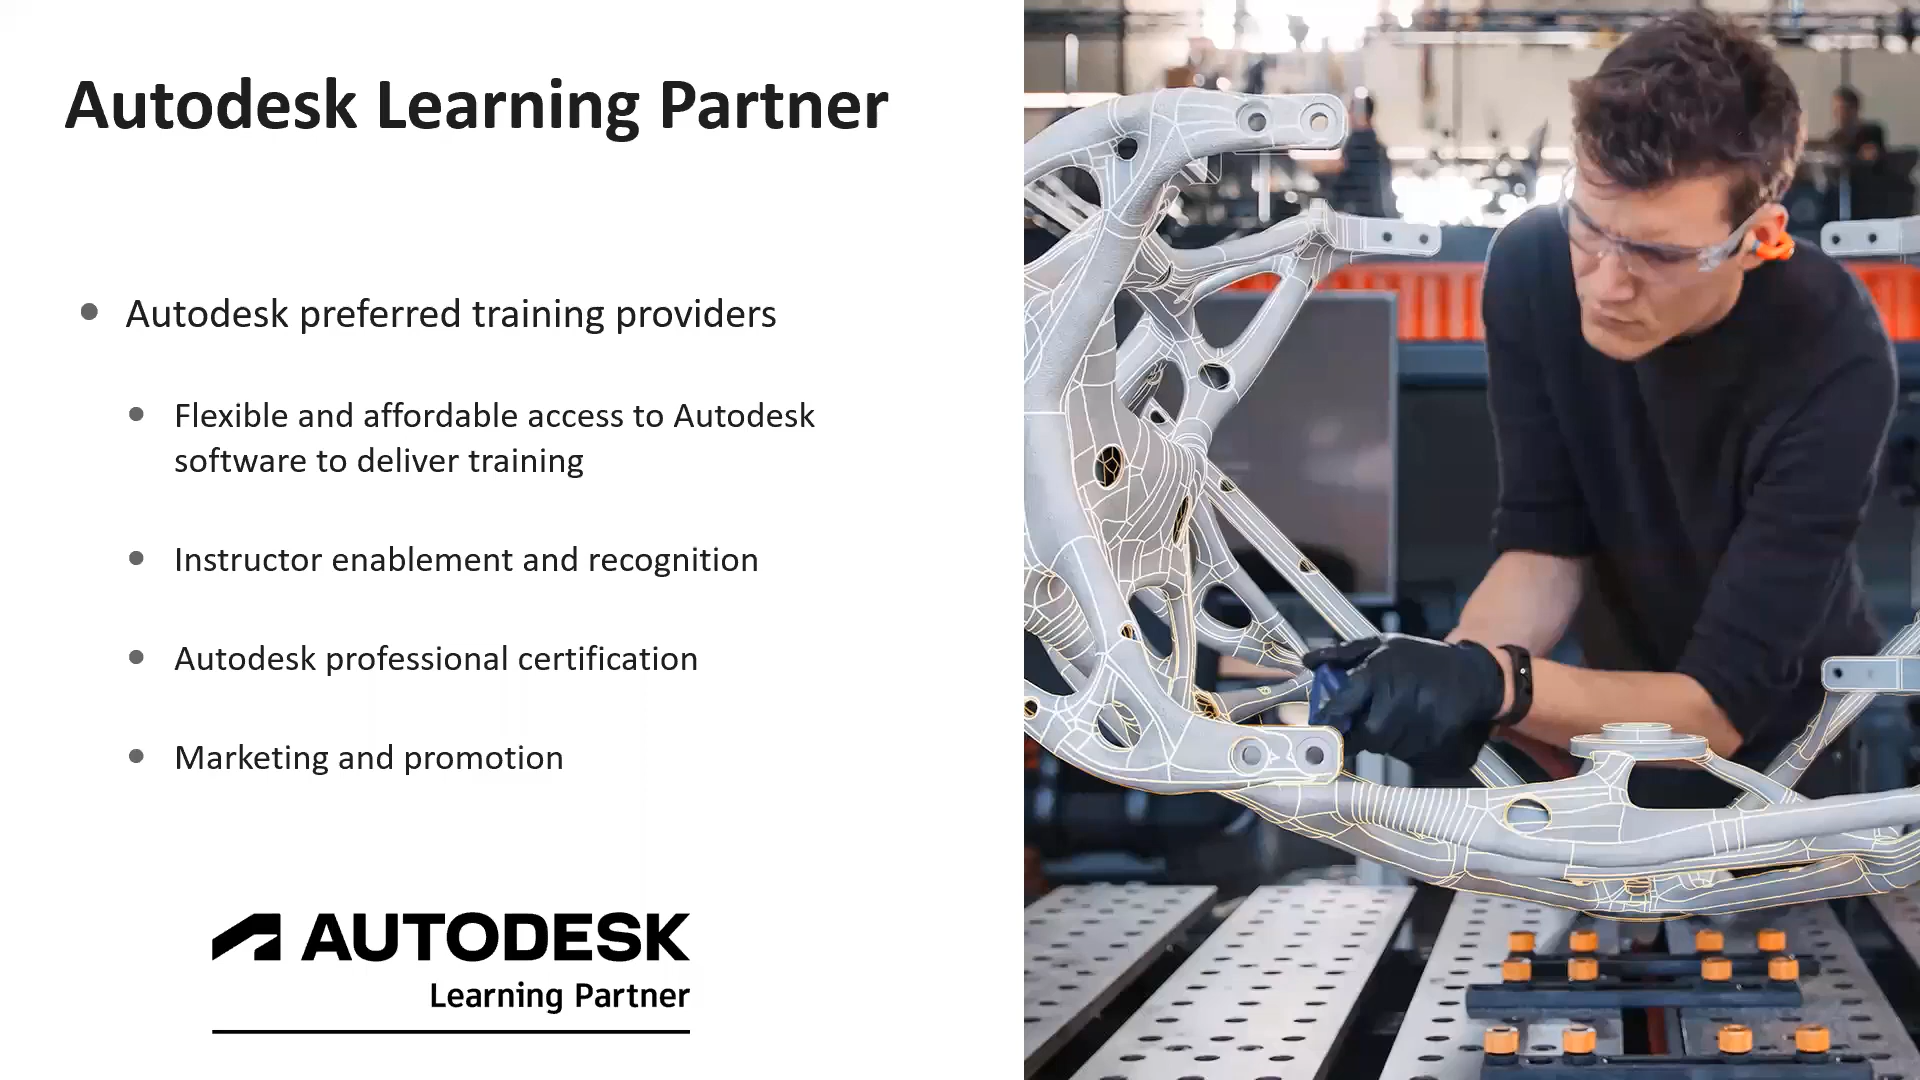 Autodesk Learning Partner
Autodesk preferred training providers
Flexible and affordable access to Autodesk
software to deliver training
Instructor enablement and recognition
Autodesk professional certification
Marketing and promotion
AUTODESK
Learning Partner